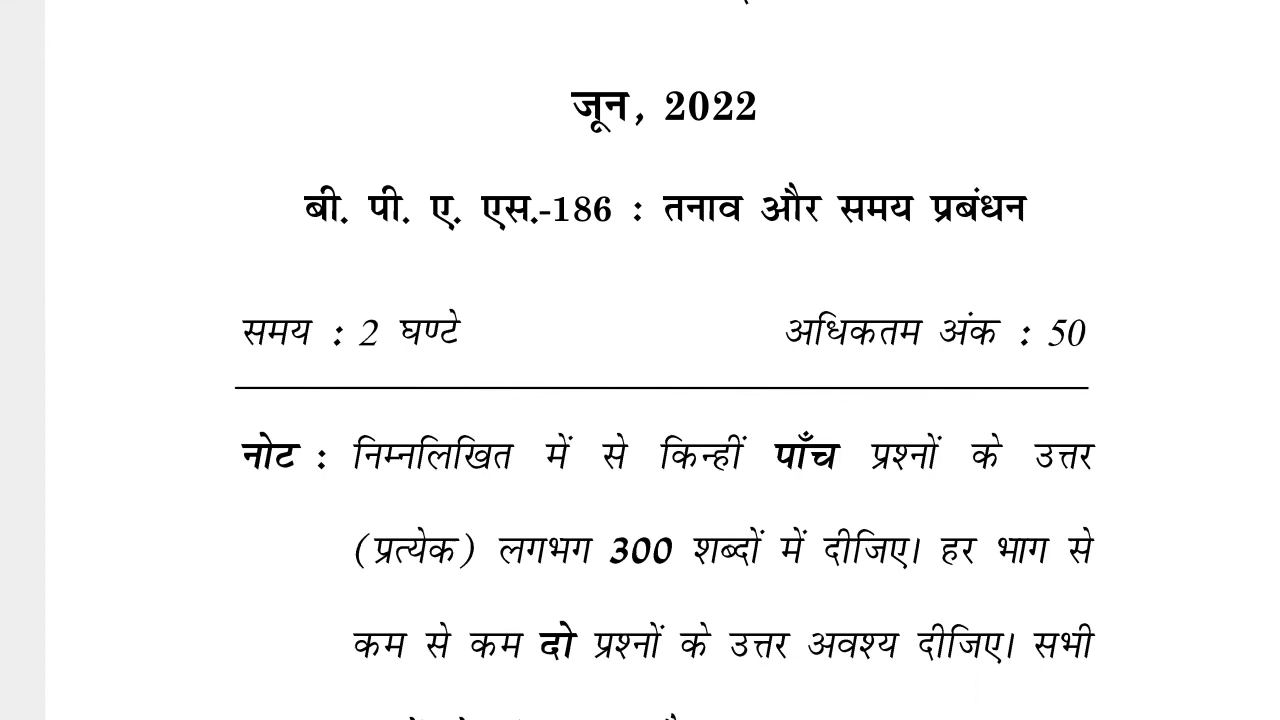 जून, 2022
बी. पी. ए. एस.-186 : तनाव और समय प्रबंधन
समय : 2 घण्टे अधिकतम अंक : 50
नोट : निम्नलिखित में से किन्हीं पाँच प्रश्नों के उत्तर
(प्रत्येक) लगभग 300 शब्दों में दीजिए। हर भाग से
कम से कम दो प्रश्नों के उत्तर अवश्य दीजिए। सभी